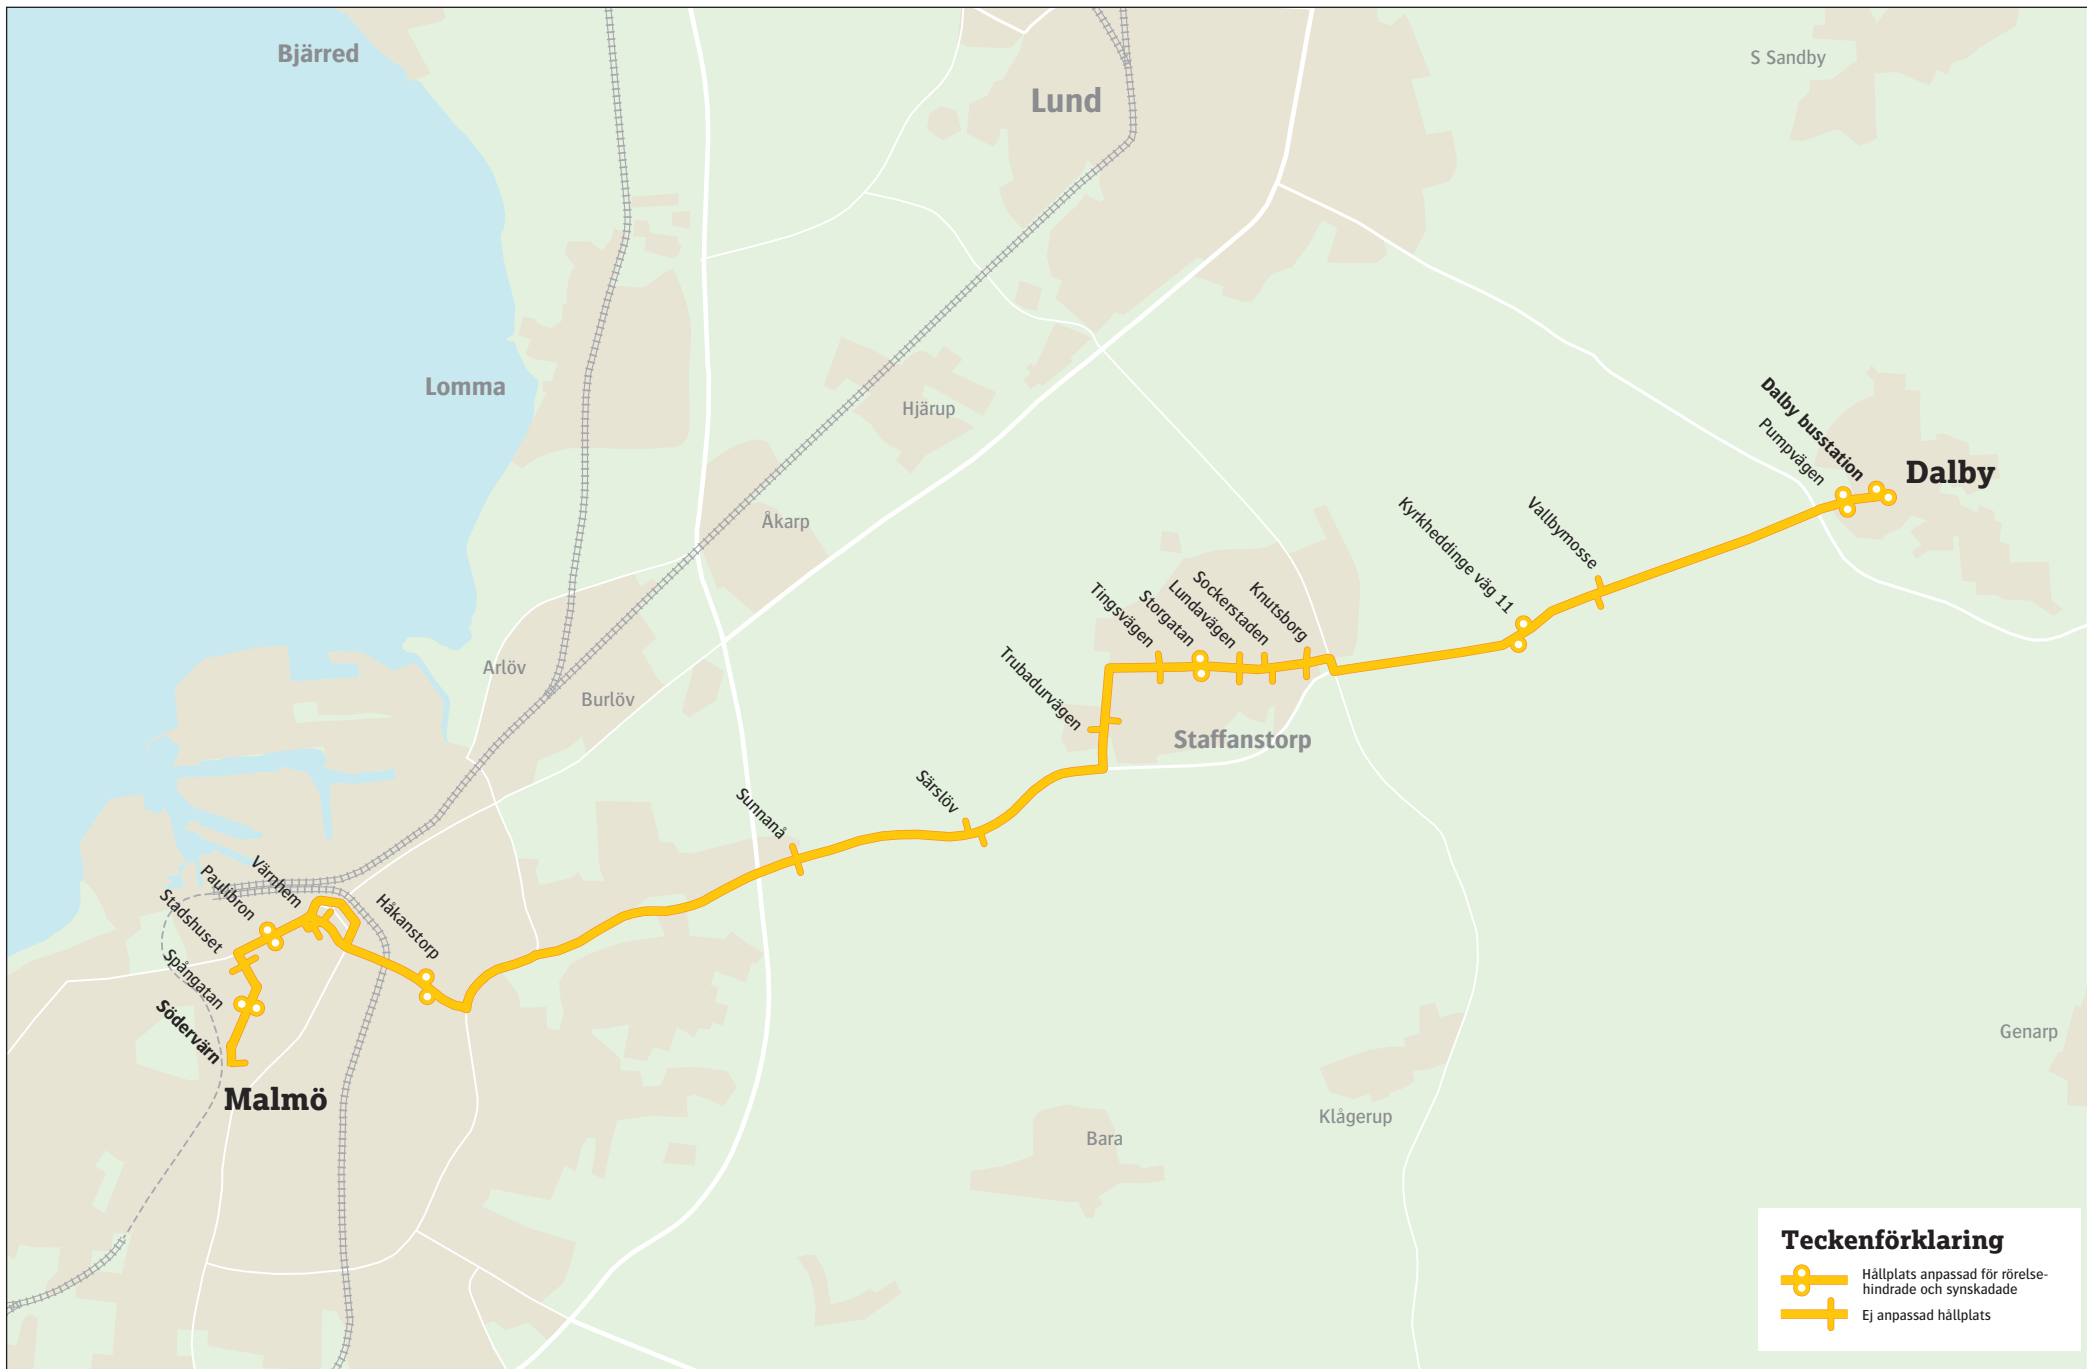 Bjärred
S Sandby
Lund
Lomma
Hjärup
Dalby busstation
Pumpvägen
Dalby
Åkarp
Kyrkheddinge väg 11
Vallbymosse
Tingsvägen
Storgatan
Lundavägen
Sockerstaden
Knutsborg
Trubadurvägen
Arlöv
Burlöv
Staffanstorp
Särslöv
Sunnanå
Värnhem
Paulibron
Stadshuset
Håkanstorp
Spångatan
Södervärn
Malmö
Genarp
Klågerup
Bara
Teckenförklaring
Hållplats anpassad för rörelse-
hindrade och synskadade
Ej anpassad hållplats